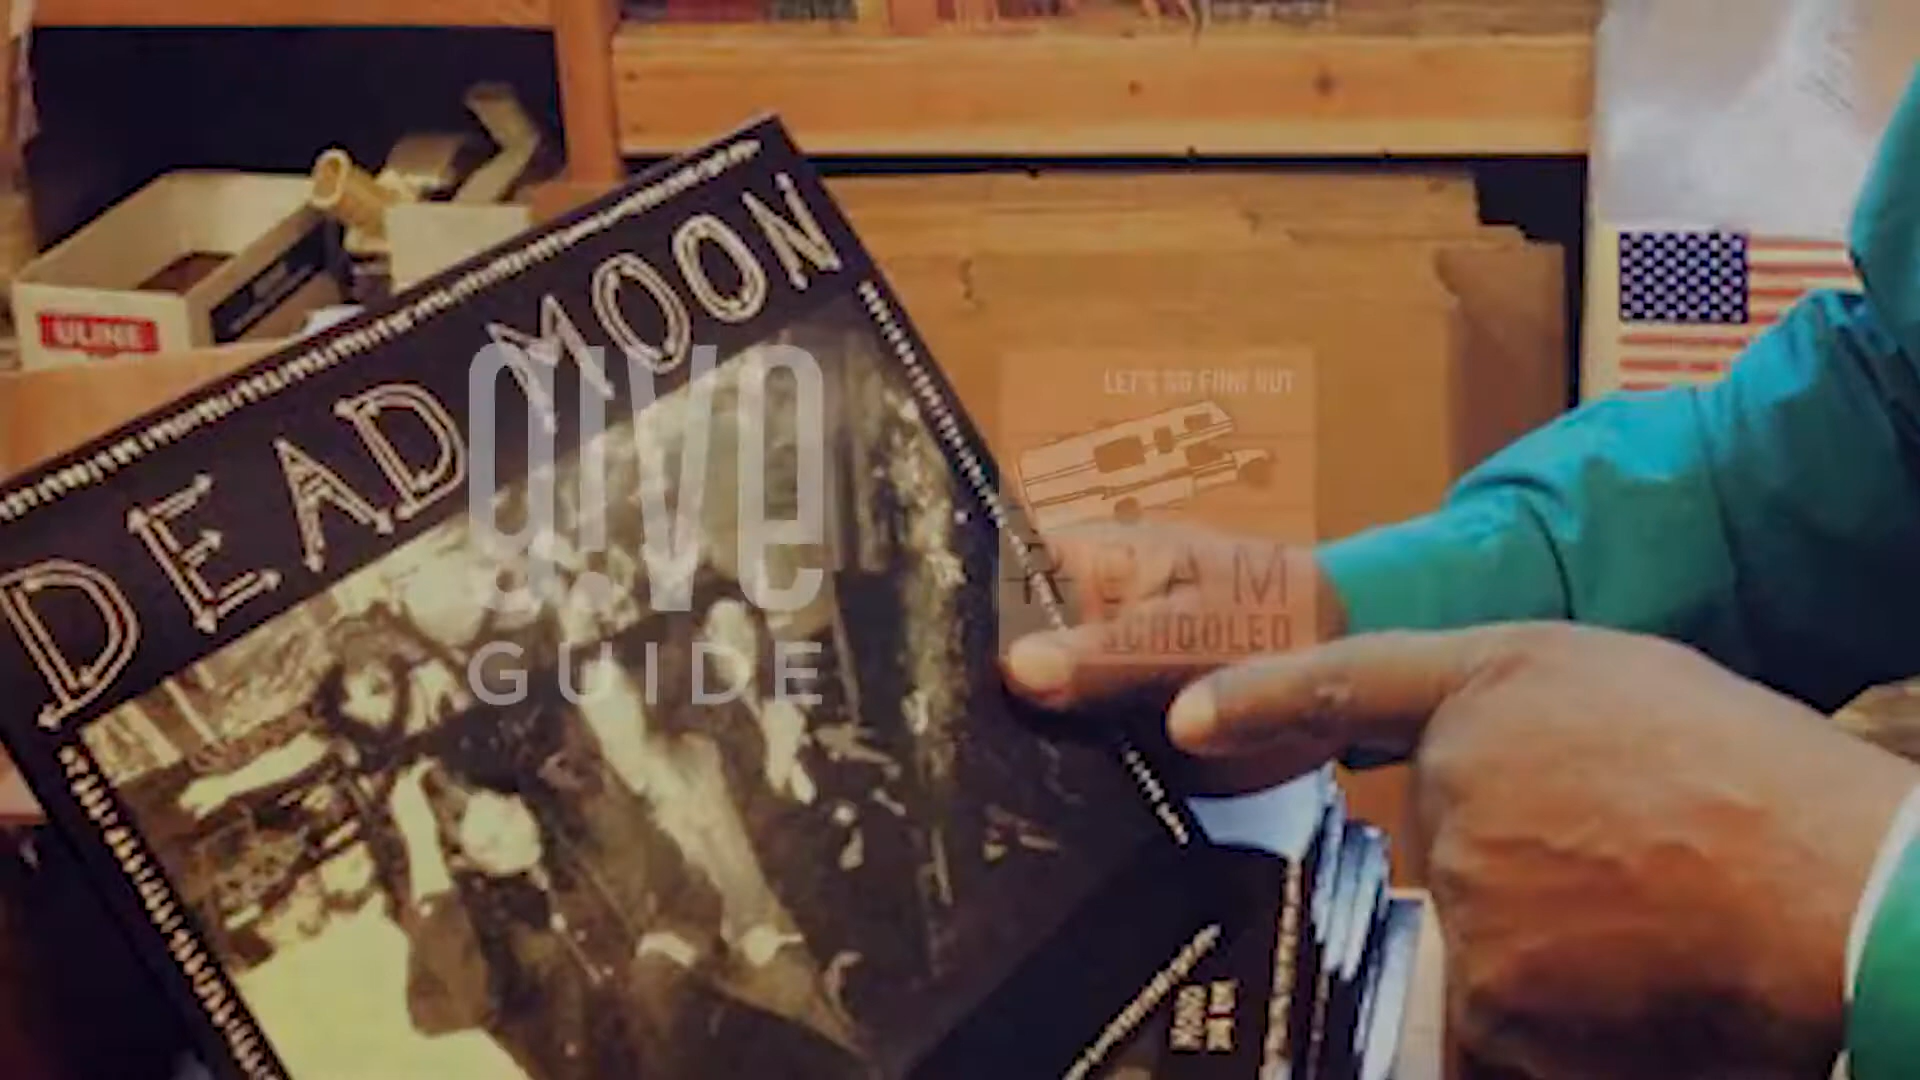 DEAD MOON
ULINE
give
GUIDE
LET'S GO FIND OUT
ROAM
SCHOOLED